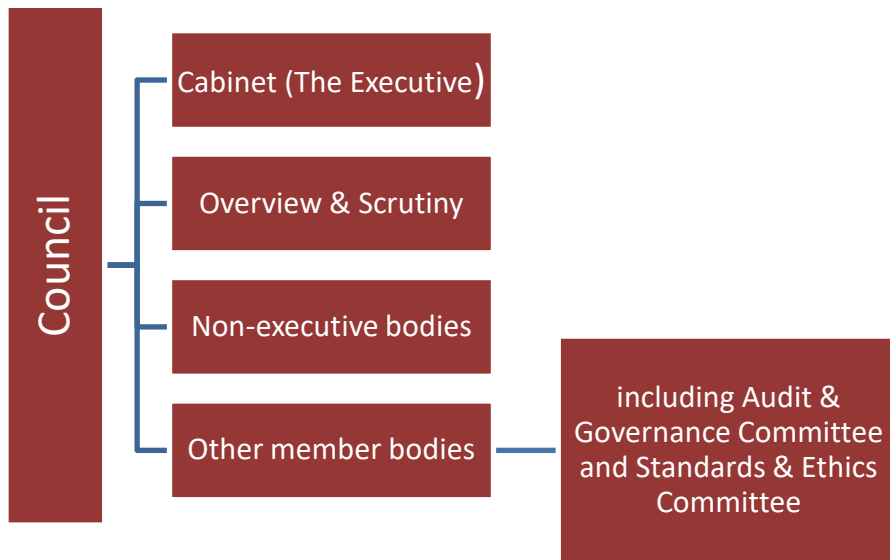 Council
Cabinet (The Executive)
Overview & Scrutiny
Non-executive bodies
Other member bodies
including Audit &
Governance Committee
and Standards & Ethics
Committee